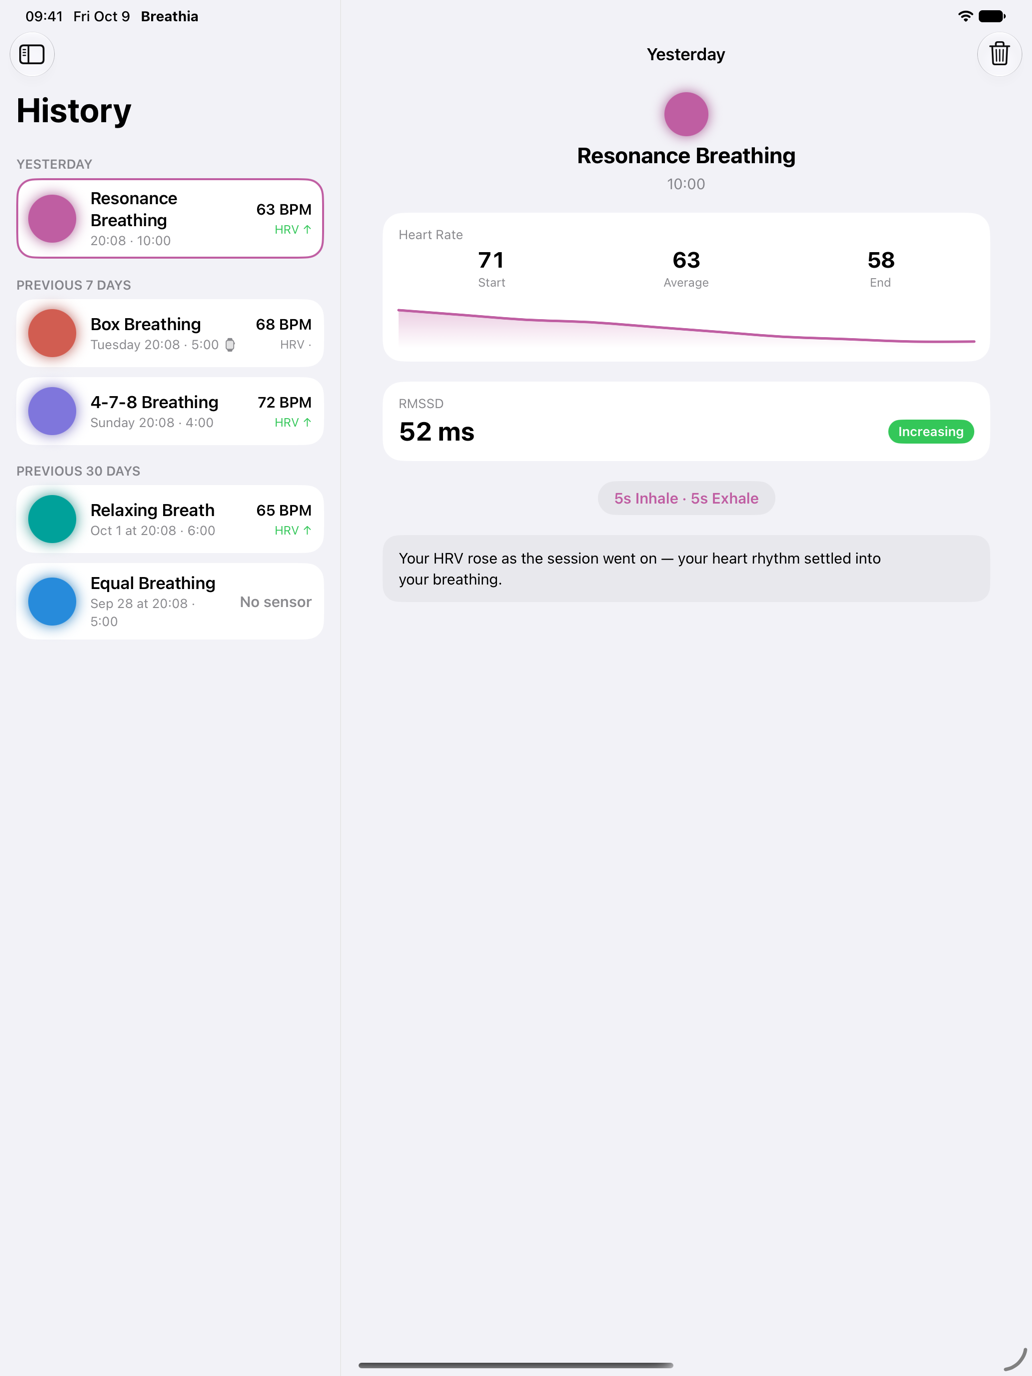 09:41 Fri Oct 9 Breathia
History
YESTERDAY
Resonance
Breathing
20:08 · 10:00
63 BPM
HRV ↑
PREVIOUS 7 DAYS
Box Breathing
Tuesday 20:08 · 5:00
68 BPM
HRV ·
4-7-8 Breathing
Sunday 20:08 · 4:00
72 BPM
HRV ↑
PREVIOUS 30 DAYS
Relaxing Breath
Oct 1 at 20:08 · 6:00
65 BPM
HRV ↑
Equal Breathing
Sep 28 at 20:08 ·
5:00
No sensor
Yesterday
Resonance Breathing
10:00
Heart Rate
71 63 58
Start Average End
RMSSD
52 ms
Increasing
5s Inhale · 5s Exhale
Your HRV rose as the session went on — your heart rhythm settled into
your breathing.